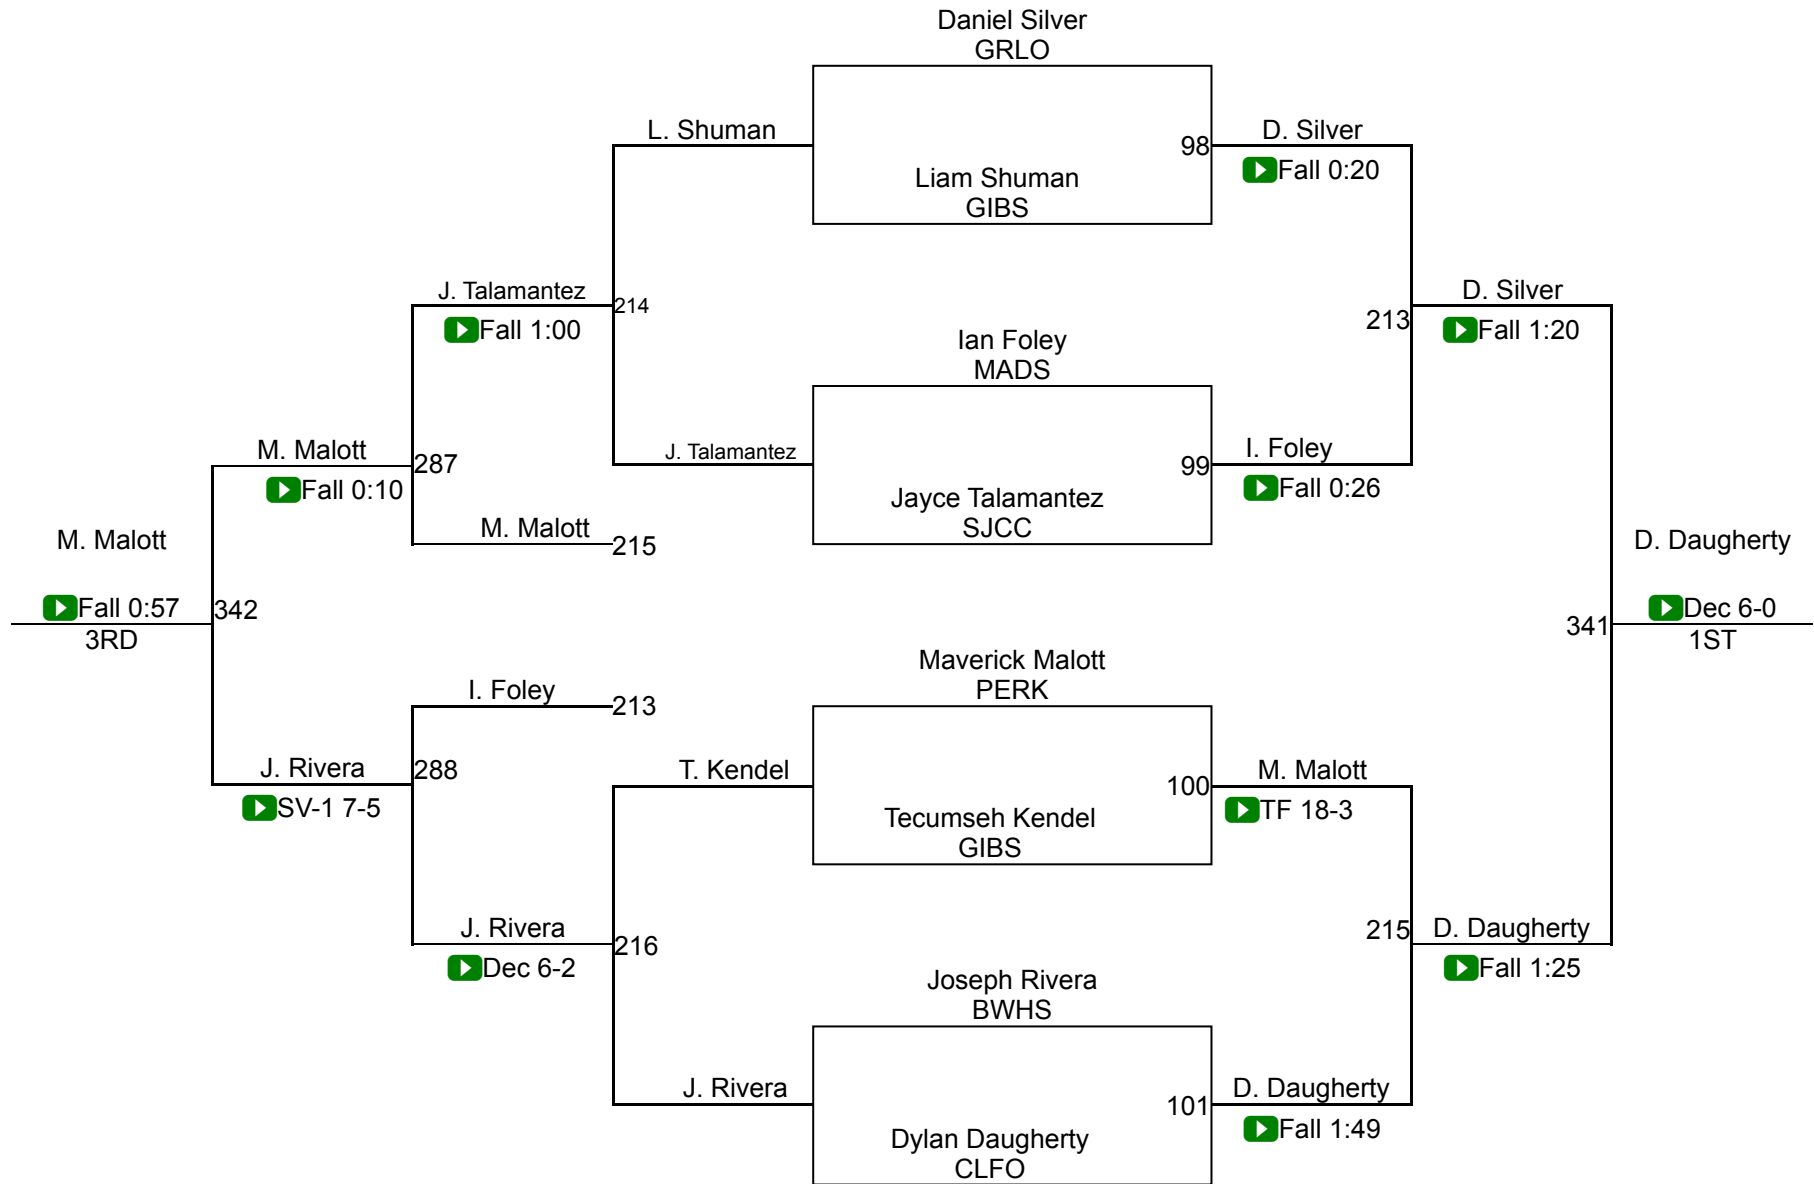 Daniel Silver
GRLO
L. Shuman
98
D. Silver
Fall 0:20
Liam Shuman
GIBS
J. Talamantez
214
Fall 1:00
D. Silver
213
Fall 1:20
Ian Foley
MADS
M. Malott
287
Fall 0:10
J. Talamantez
99
I. Foley
Fall 0:26
Jayce Talamantez
SJCC
M. Malott
215
M. Malott
Fall 0:57
342
3RD
D. Daugherty
341
Dec 6-0
1ST
Maverick Malott
PERK
I. Foley
213
J. Rivera
288
SV-1 7-5
T. Kendel
100
M. Malott
TF 18-3
Tecumseh Kendel
GIBS
J. Rivera
216
Dec 6-2
215
D. Daugherty
Fall 1:25
Joseph Rivera
BWHS
J. Rivera
101
D. Daugherty
Fall 1:49
Dylan Daugherty
CLFO